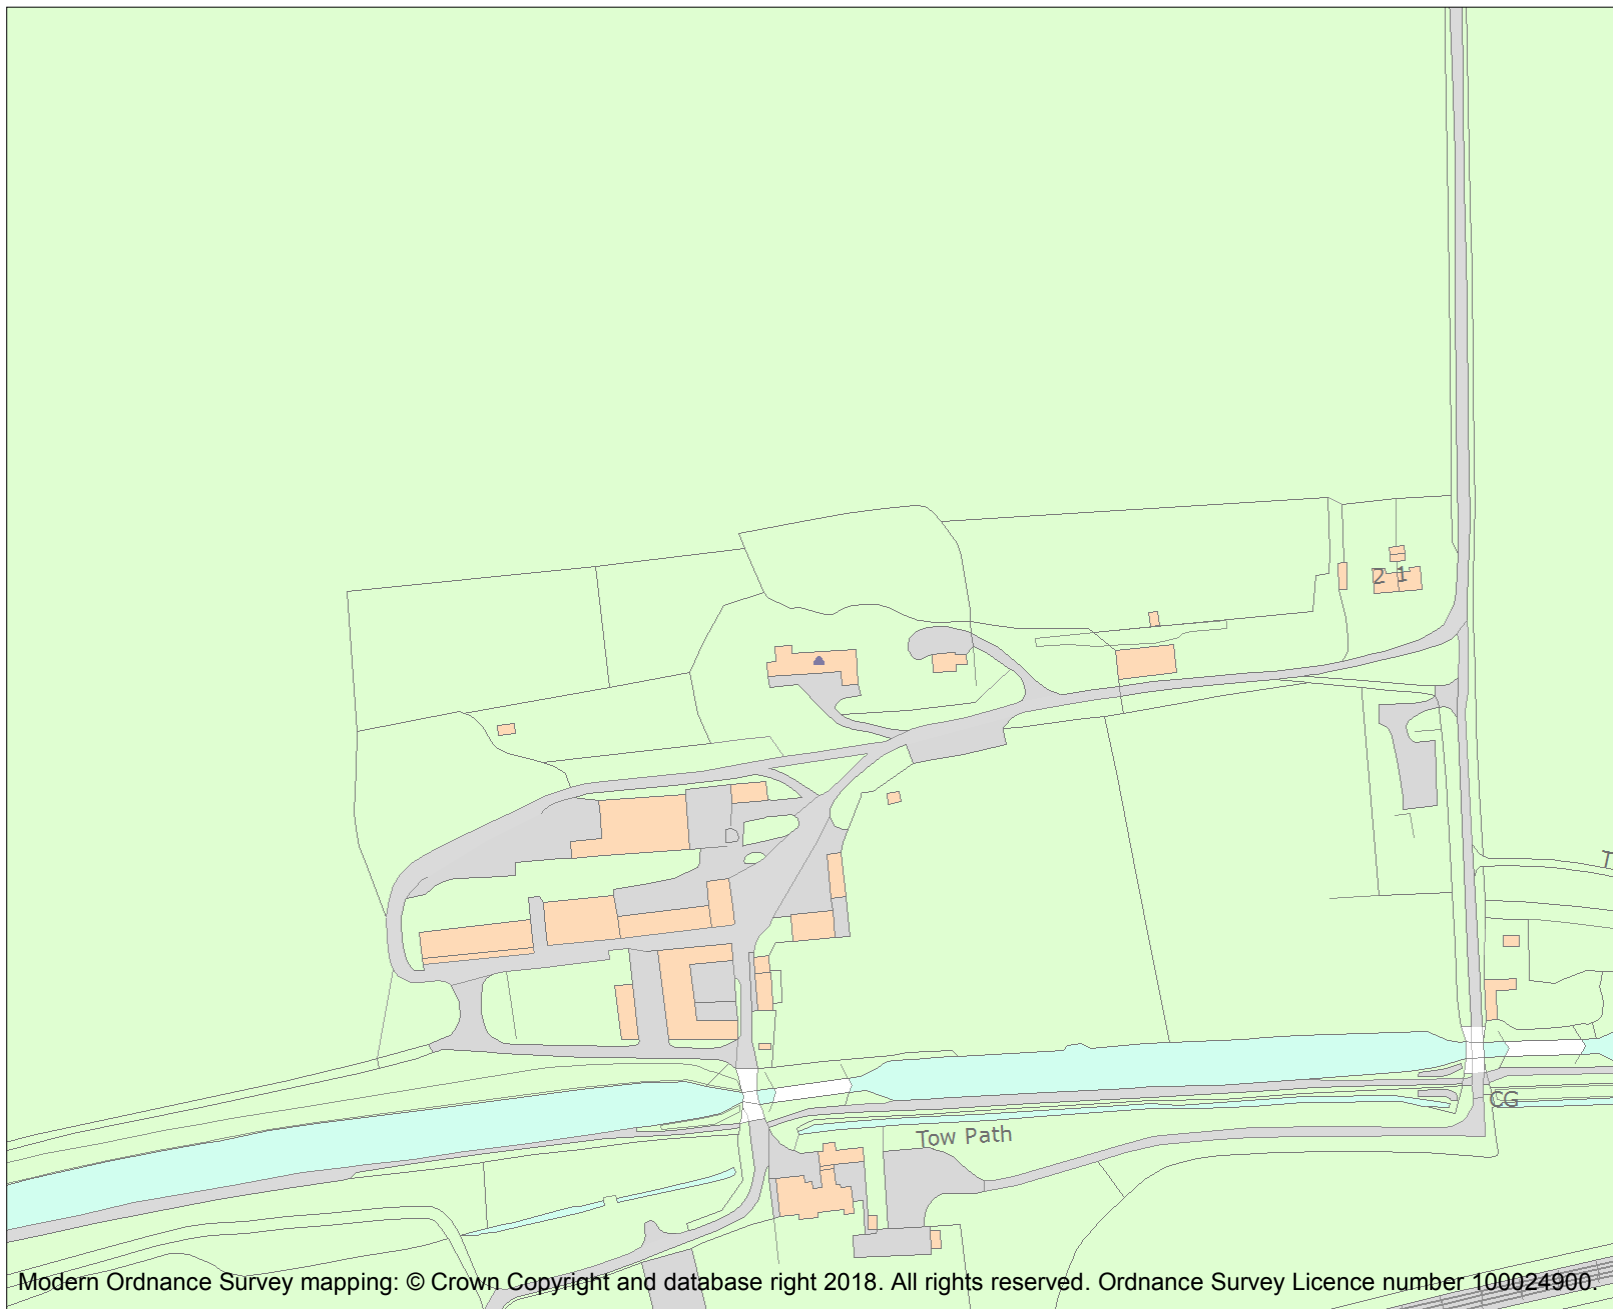 2 1
T
CG
Tow Path
Modern Ordnance Survey mapping: © Crown Copyright and database right 2018. All rights reserved. Ordnance Survey Licence number 100024900.